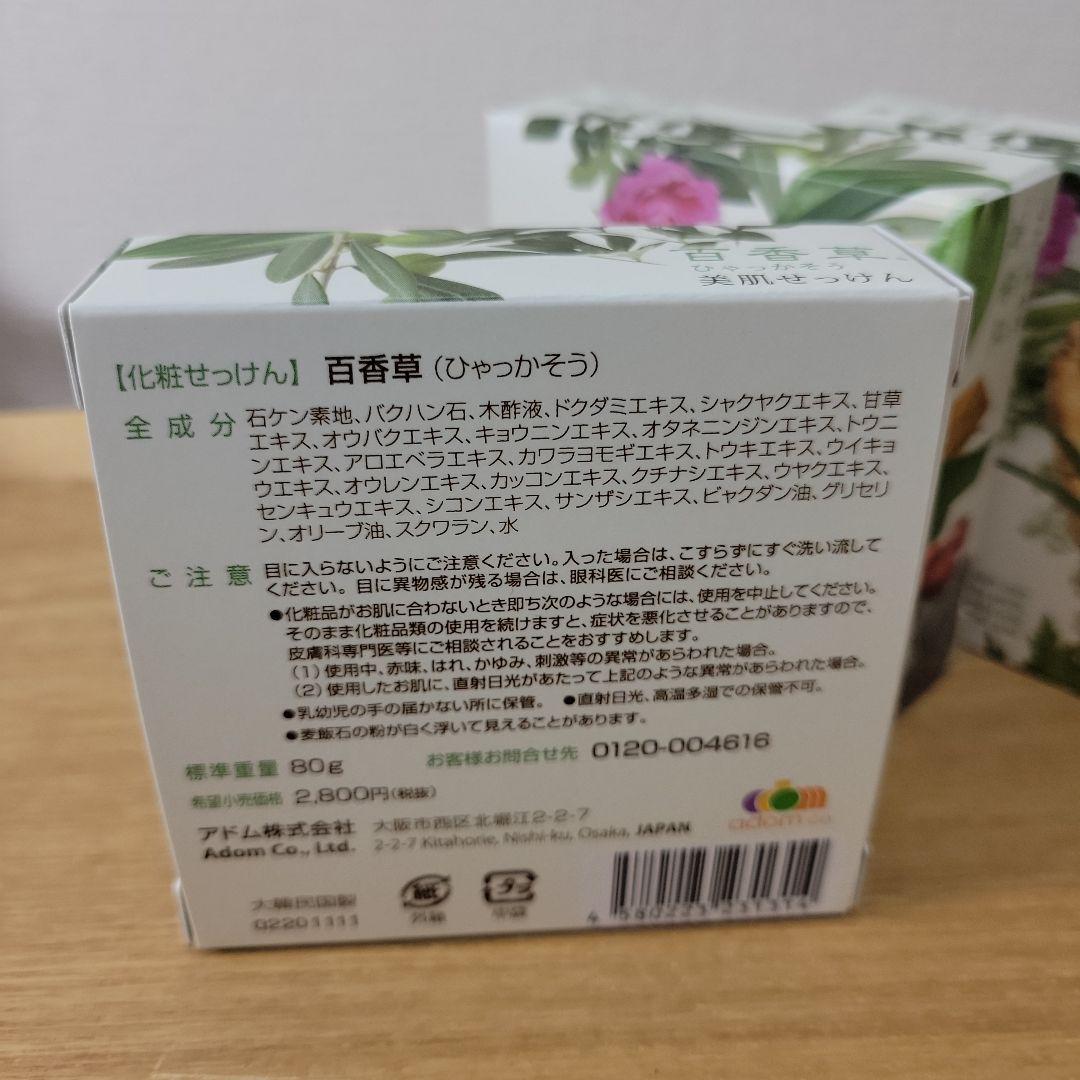 百香草
ひゃっかそう
美肌せっけん
【化粧せっけん】 百香草(ひゃっかそう)
全成分 石ケン素地、バクハン石、木酢液、ドクダミエキス、シャクヤクエキス、甘草
エキス、オウバクエキス、キョウニンエキス、オタネニンジンエキス、トウニ
ンエキス、アロエベラエキス、カワラヨモギエキス、トウキエキス、ウイキョ
ウエキス、オウレンエキス、カッコンエキス、クチナシエキス、ウヤクエキス、
センキュウエキス、シコンエキス、サンザシエキス、ビャクダン油、グリセリ
ン、オリーブ油、スクワラン、水
ご注意 目に入らないようにご注意ください。入った場合は、こすらずにすぐ洗い流して
ください。目に異物感が残る場合は、眼科医にご相談ください。
●化粧品がお肌に合わないとき即ち次のような場合には、使用を中止してください。
そのまま化粧品類の使用を続けますと、症状を悪化させることがありますので、
皮膚科専門医等にご相談されることをおすすめします。
(1)使用中、赤味、はれ、かゆみ、刺激等の異常があらわれた場合。
(2)使用したお肌に、直射日光があたって上記のような異常があらわれた場合。
●乳幼児の手の届かない所に保管。 ●直射日光、高温多湿での保管不可。
●麦飯石の粉が白く浮いて見えることがあります。
標準重量 80g お客様お問合せ先 0120-004616
希望小売価格 2,800円(税抜)
アドム株式会社 大阪市西区北堀江2-2-7
Adom Co., Ltd. 2-2-7 Kitahorie, Nishi-ku, Osaka, JAPAN
adom co
大韓民国製
02201111
紙
外箱
プラ
4 580223 231314